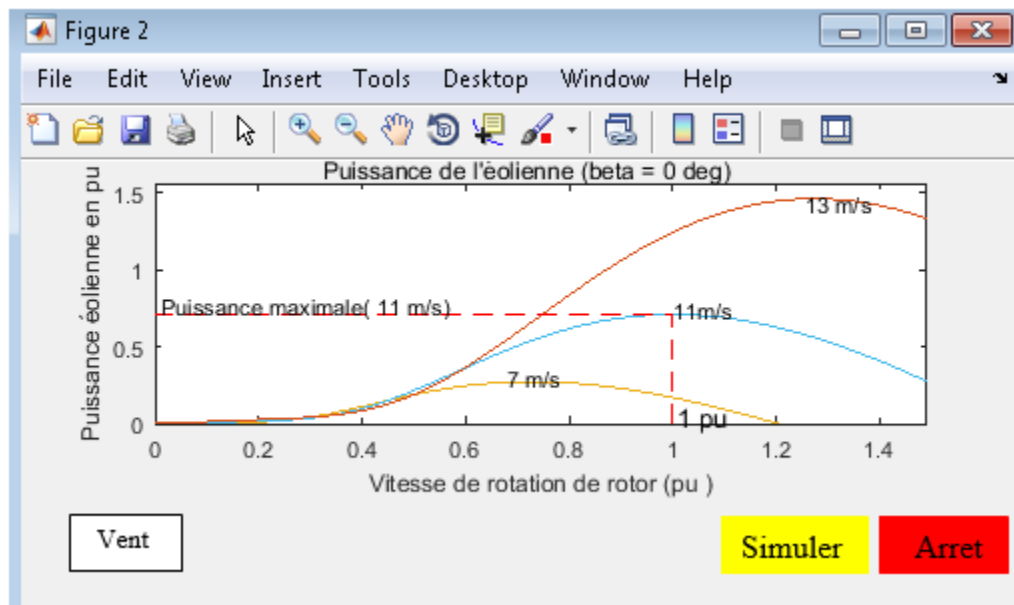 Figure 2
File Edit View Insert Tools Desktop Window Help
Puissance de l'èolienne (beta = 0 deg)
Puissance éolienne en pu
1.5
1
0.5
0
13 m/s
Puissance maximale( 11 m/s)
11m/s
7 m/s
1 pu
0 0.2 0.4 0.6 0.8 1 1.2 1.4
Vitesse de rotation de rotor (pu )
Vent
Simuler
Arret